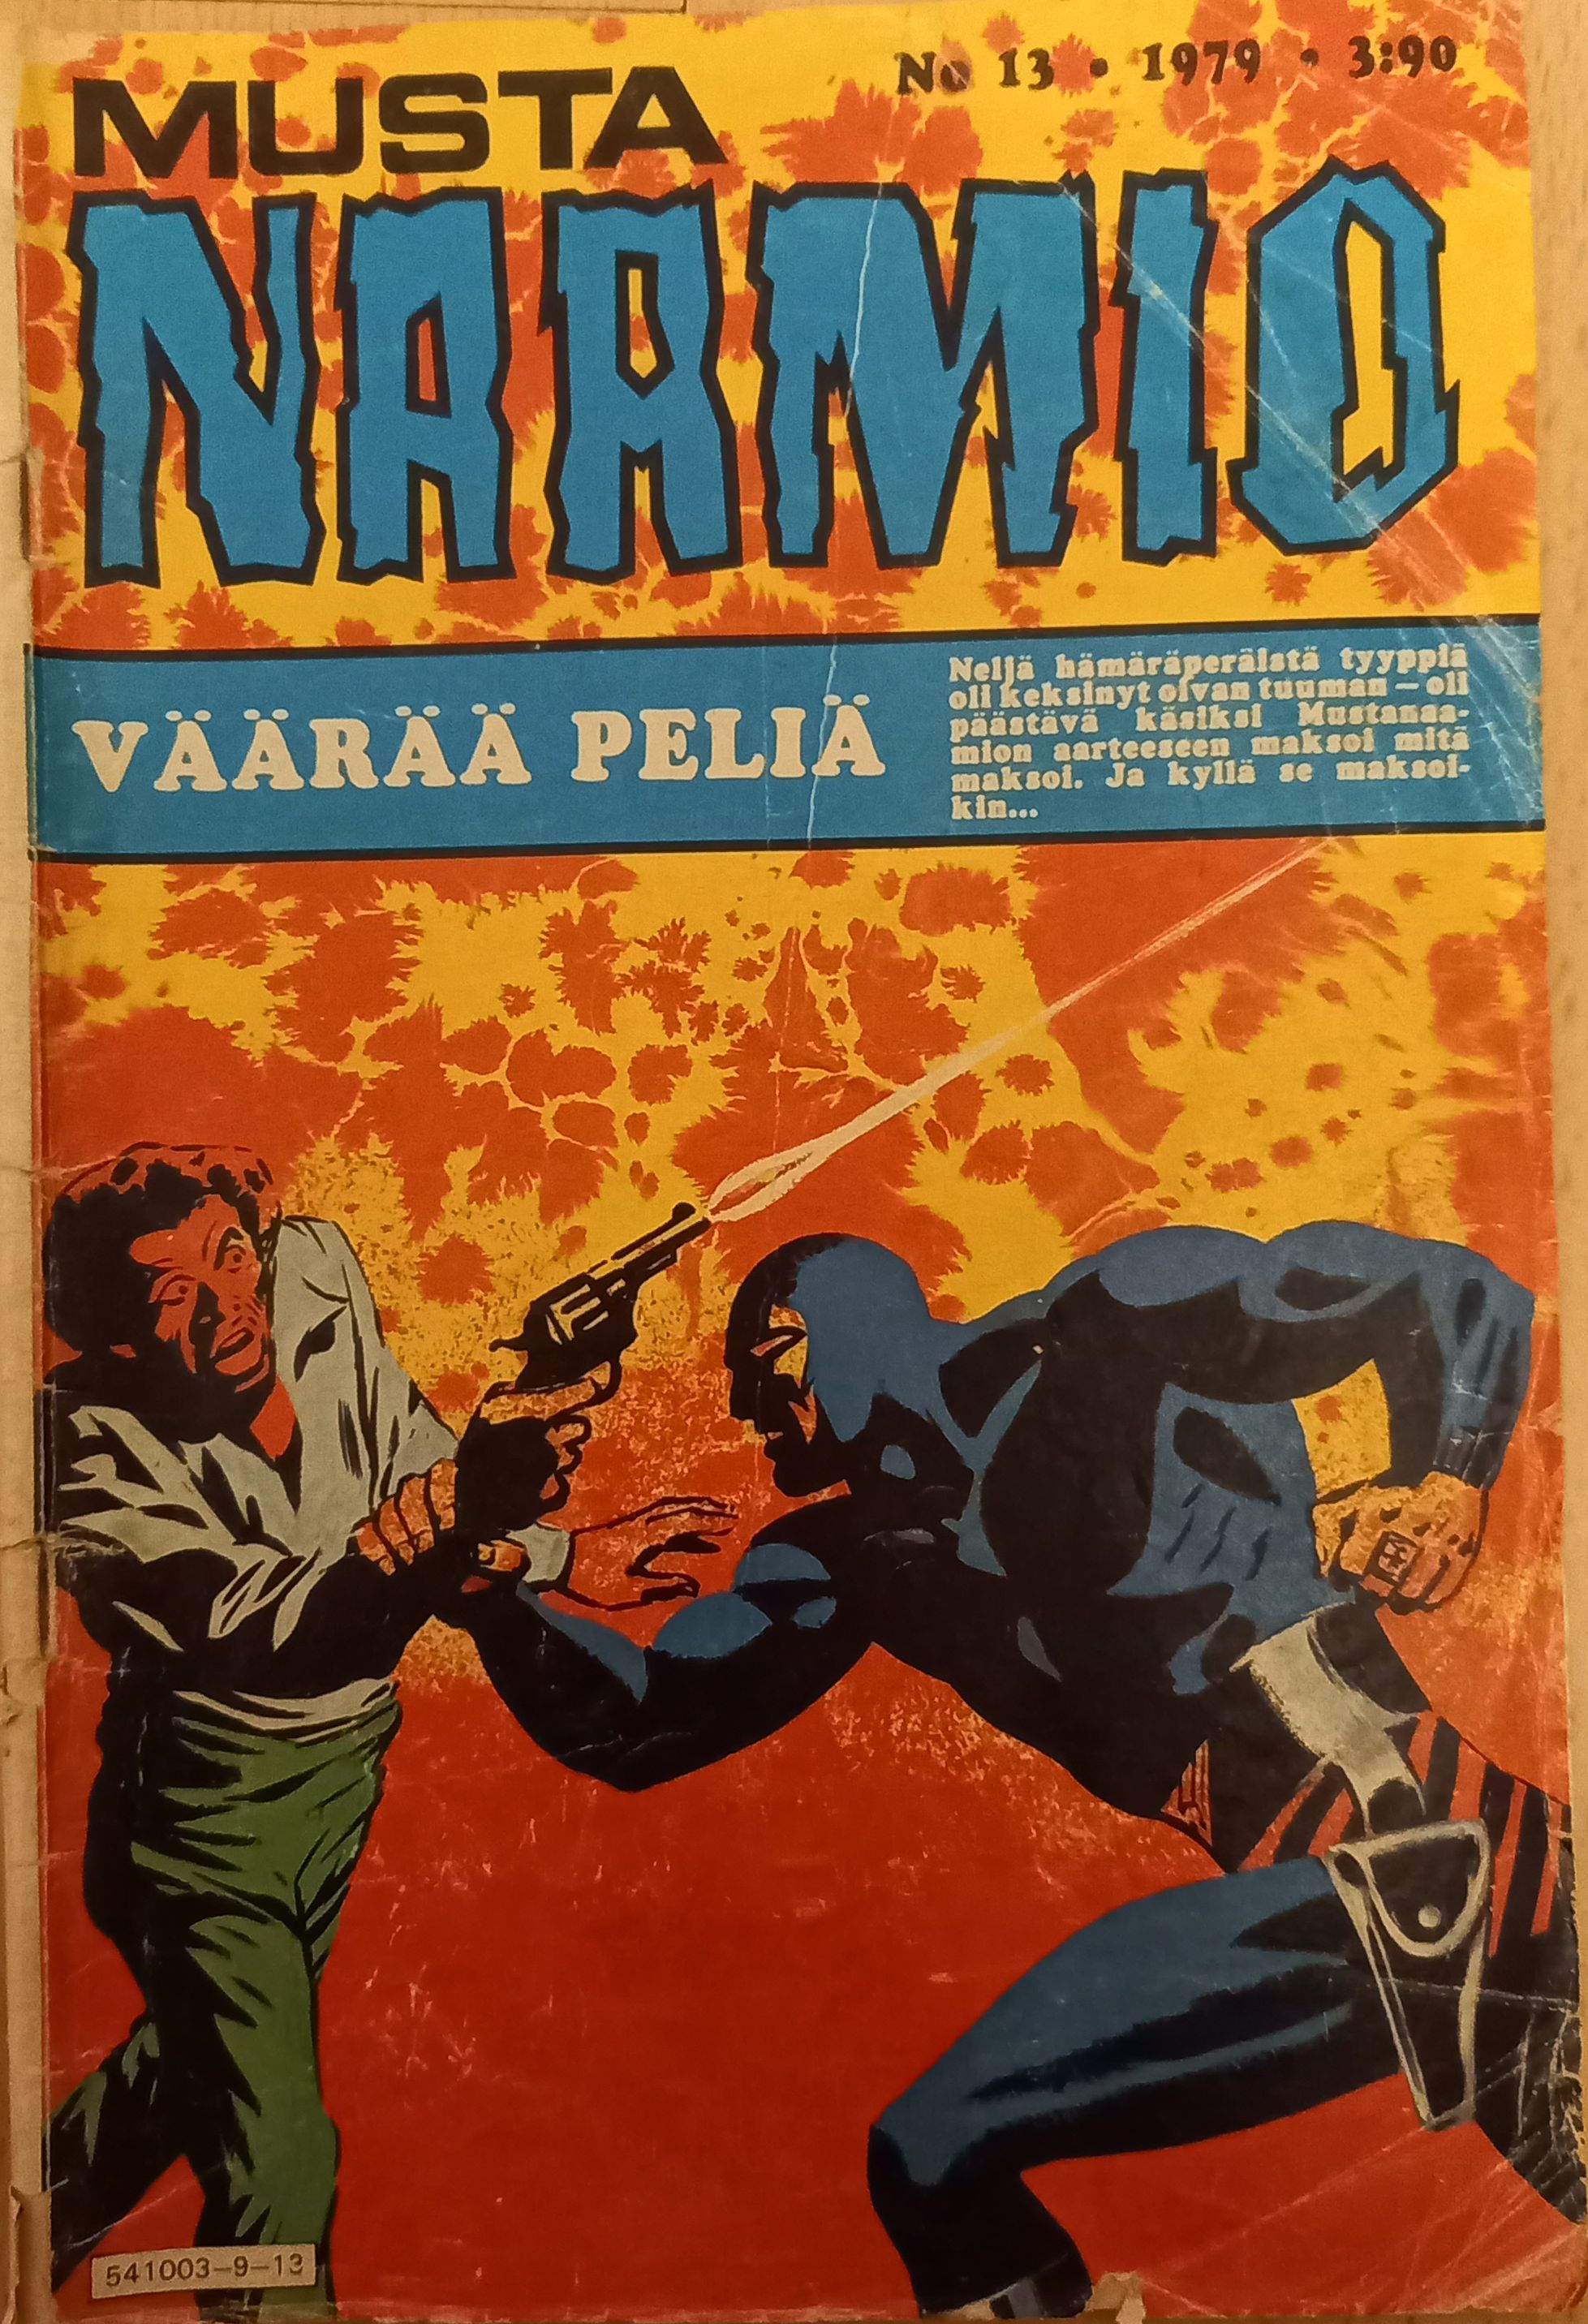 No 13 • 1979 • 3:90
MUSTA
NAAMIO
VÄÄRÄÄ PELIÄ
Neljä hämäräperäistä tyyppiä
oli keksinyt oivan tuuman – oli
päästävä käsiksi Mustanaa-
mion aarteeseen maksoi mitä
maksoi. Ja kyllä se maksoi-
kin...
541003-9-13